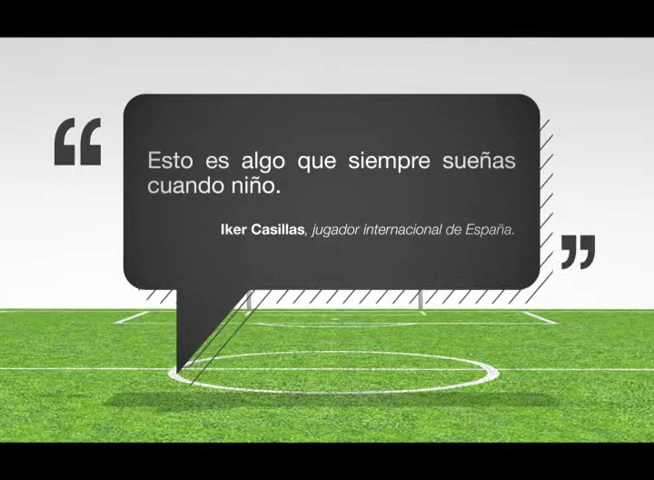 “
Esto es algo que siempre sueñas
cuando niño.
Iker Casillas, jugador internacional de España.
”